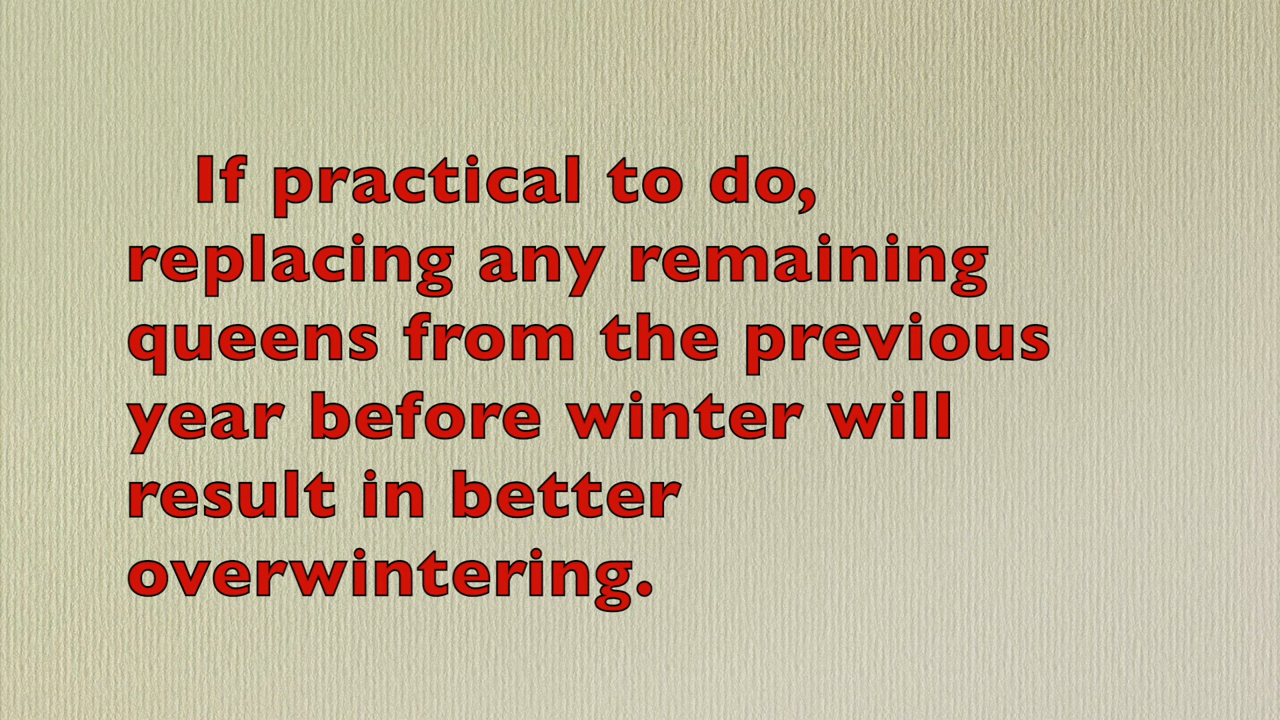 If practical to do,
replacing any remaining
queens from the previous
year before winter will
result in better
overwintering.